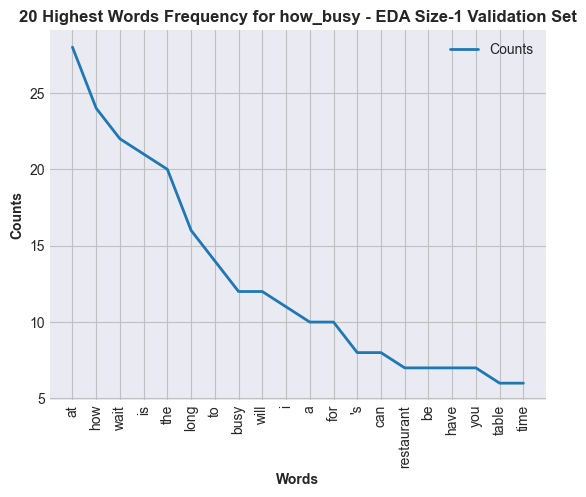 20 Highest Words Frequency for how_busy - EDA Size-1 Validation Set
Counts
Counts
25
20
15
10
5
at
how
wait
is
the
long
to
busy
will
i
a
for
's
can
restaurant
be
have
you
table
time
Words